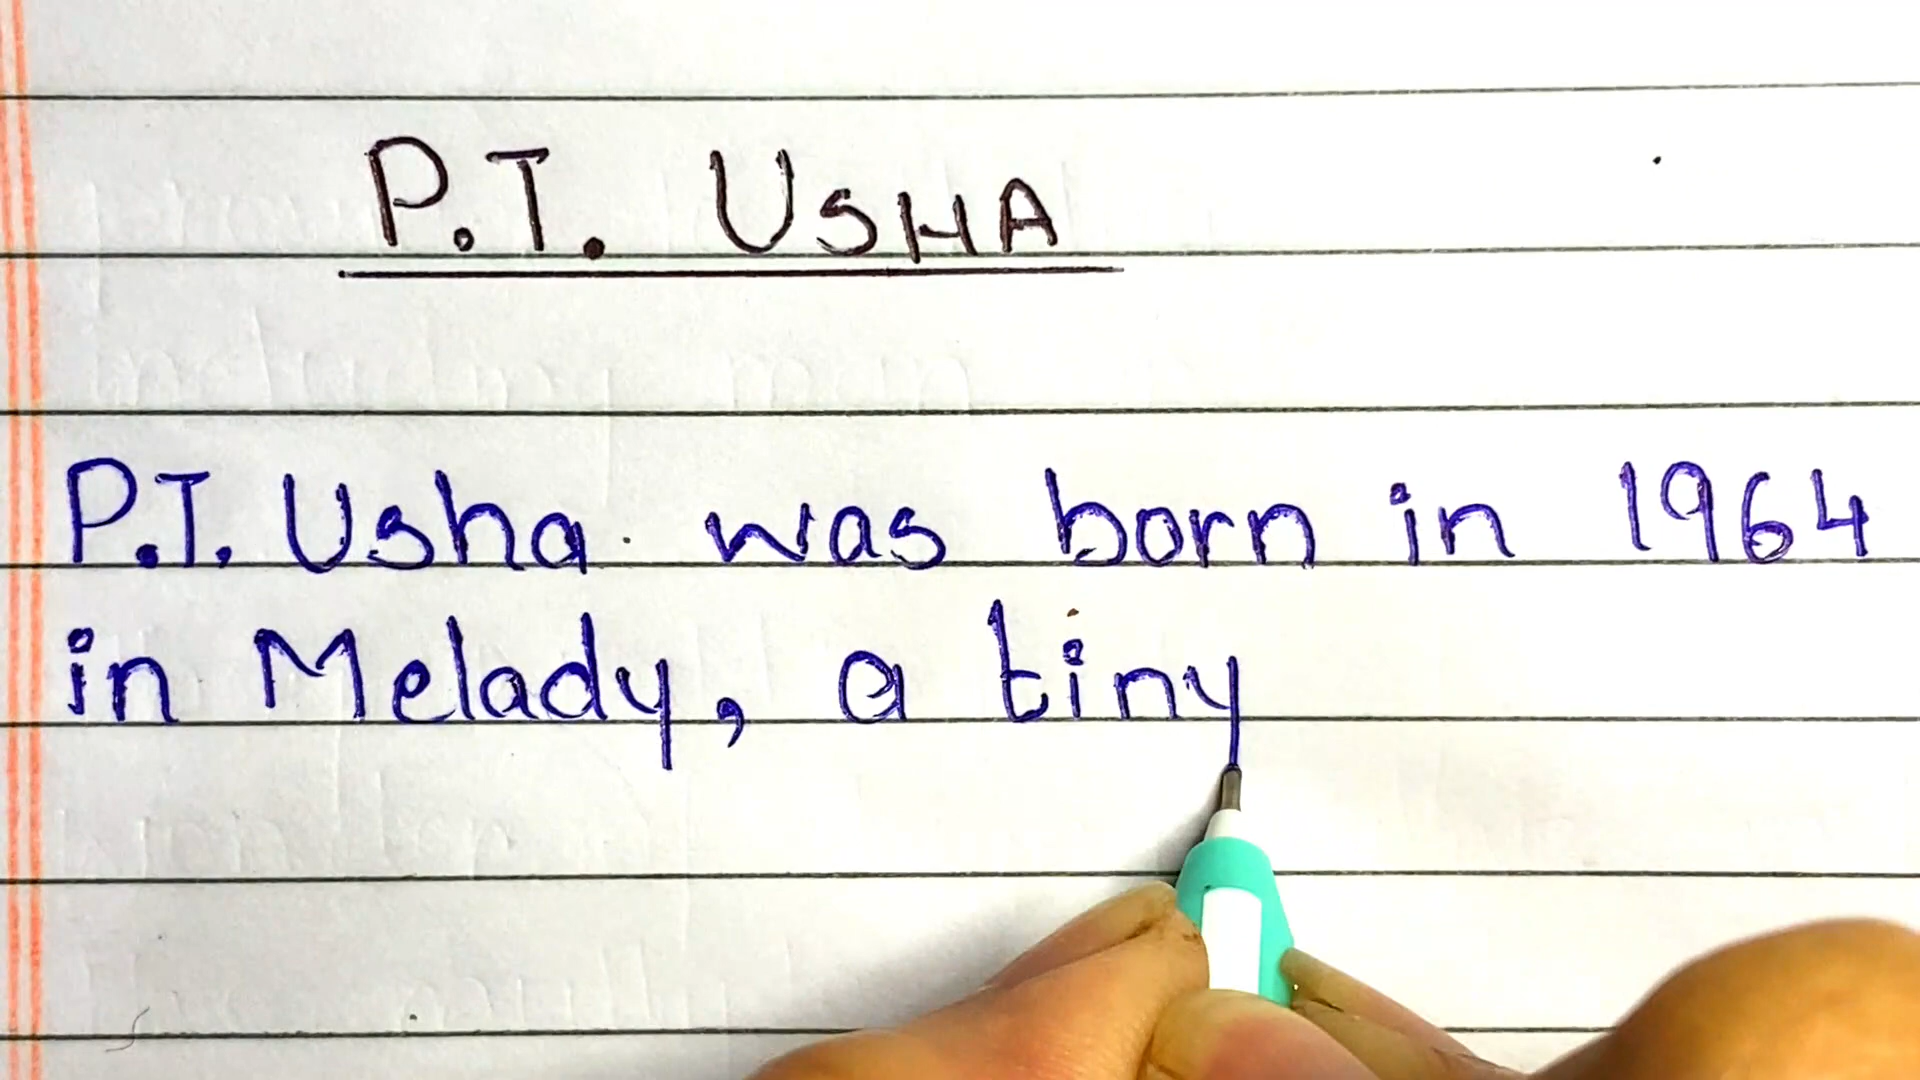 P.T. USHA
P.T. Usha was born in 1964
in Melady, a tiny